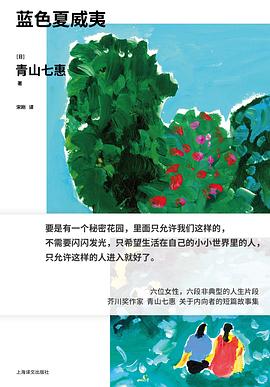 蓝色夏威夷
[日]
青山七惠
著
宋刚 译
要是有一个秘密花园，里面只允许我们这样的，
不需要闪闪发光，只希望生活在自己的小小世界里的人，
只允许这样的人进入就好了。
六位女性，六段非典型的人生片段
芥川奖作家 青山七惠 关于内向者的短篇故事集
上海译文出版社